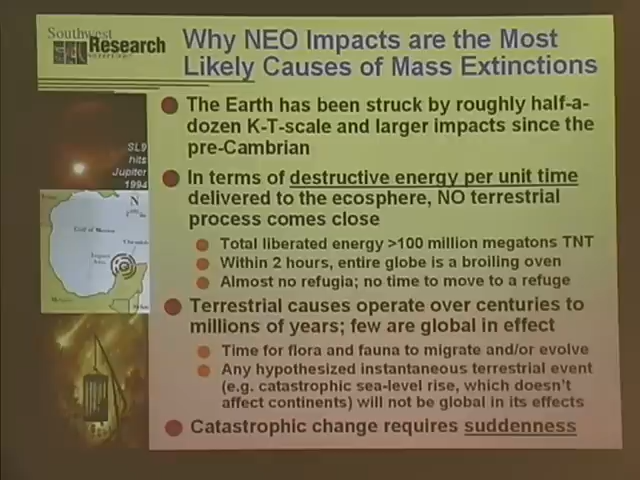 Southwest
Research
Why NEO Impacts are the Most
Likely Causes of Mass Extinctions
SL9
hits
Jupiter
1994
N
Gulf of Mexico
The Earth has been struck by roughly half-a-
dozen K-T-scale and larger impacts since the
pre-Cambrian
In terms of destructive energy per unit time
delivered to the ecosphere, NO terrestrial
process comes close
Total liberated energy >100 million megatons TNT
Within 2 hours, entire globe is a broiling oven
Almost no refugia; no time to move to a refuge
Terrestrial causes operate over centuries to
millions of years; few are global in effect
Time for flora and fauna to migrate and/or evolve
Any hypothesized instantaneous terrestrial event
(e.g. catastrophic sea-level rise, which doesn't
affect continents) will not be global in its effects
Catastrophic change requires suddenness